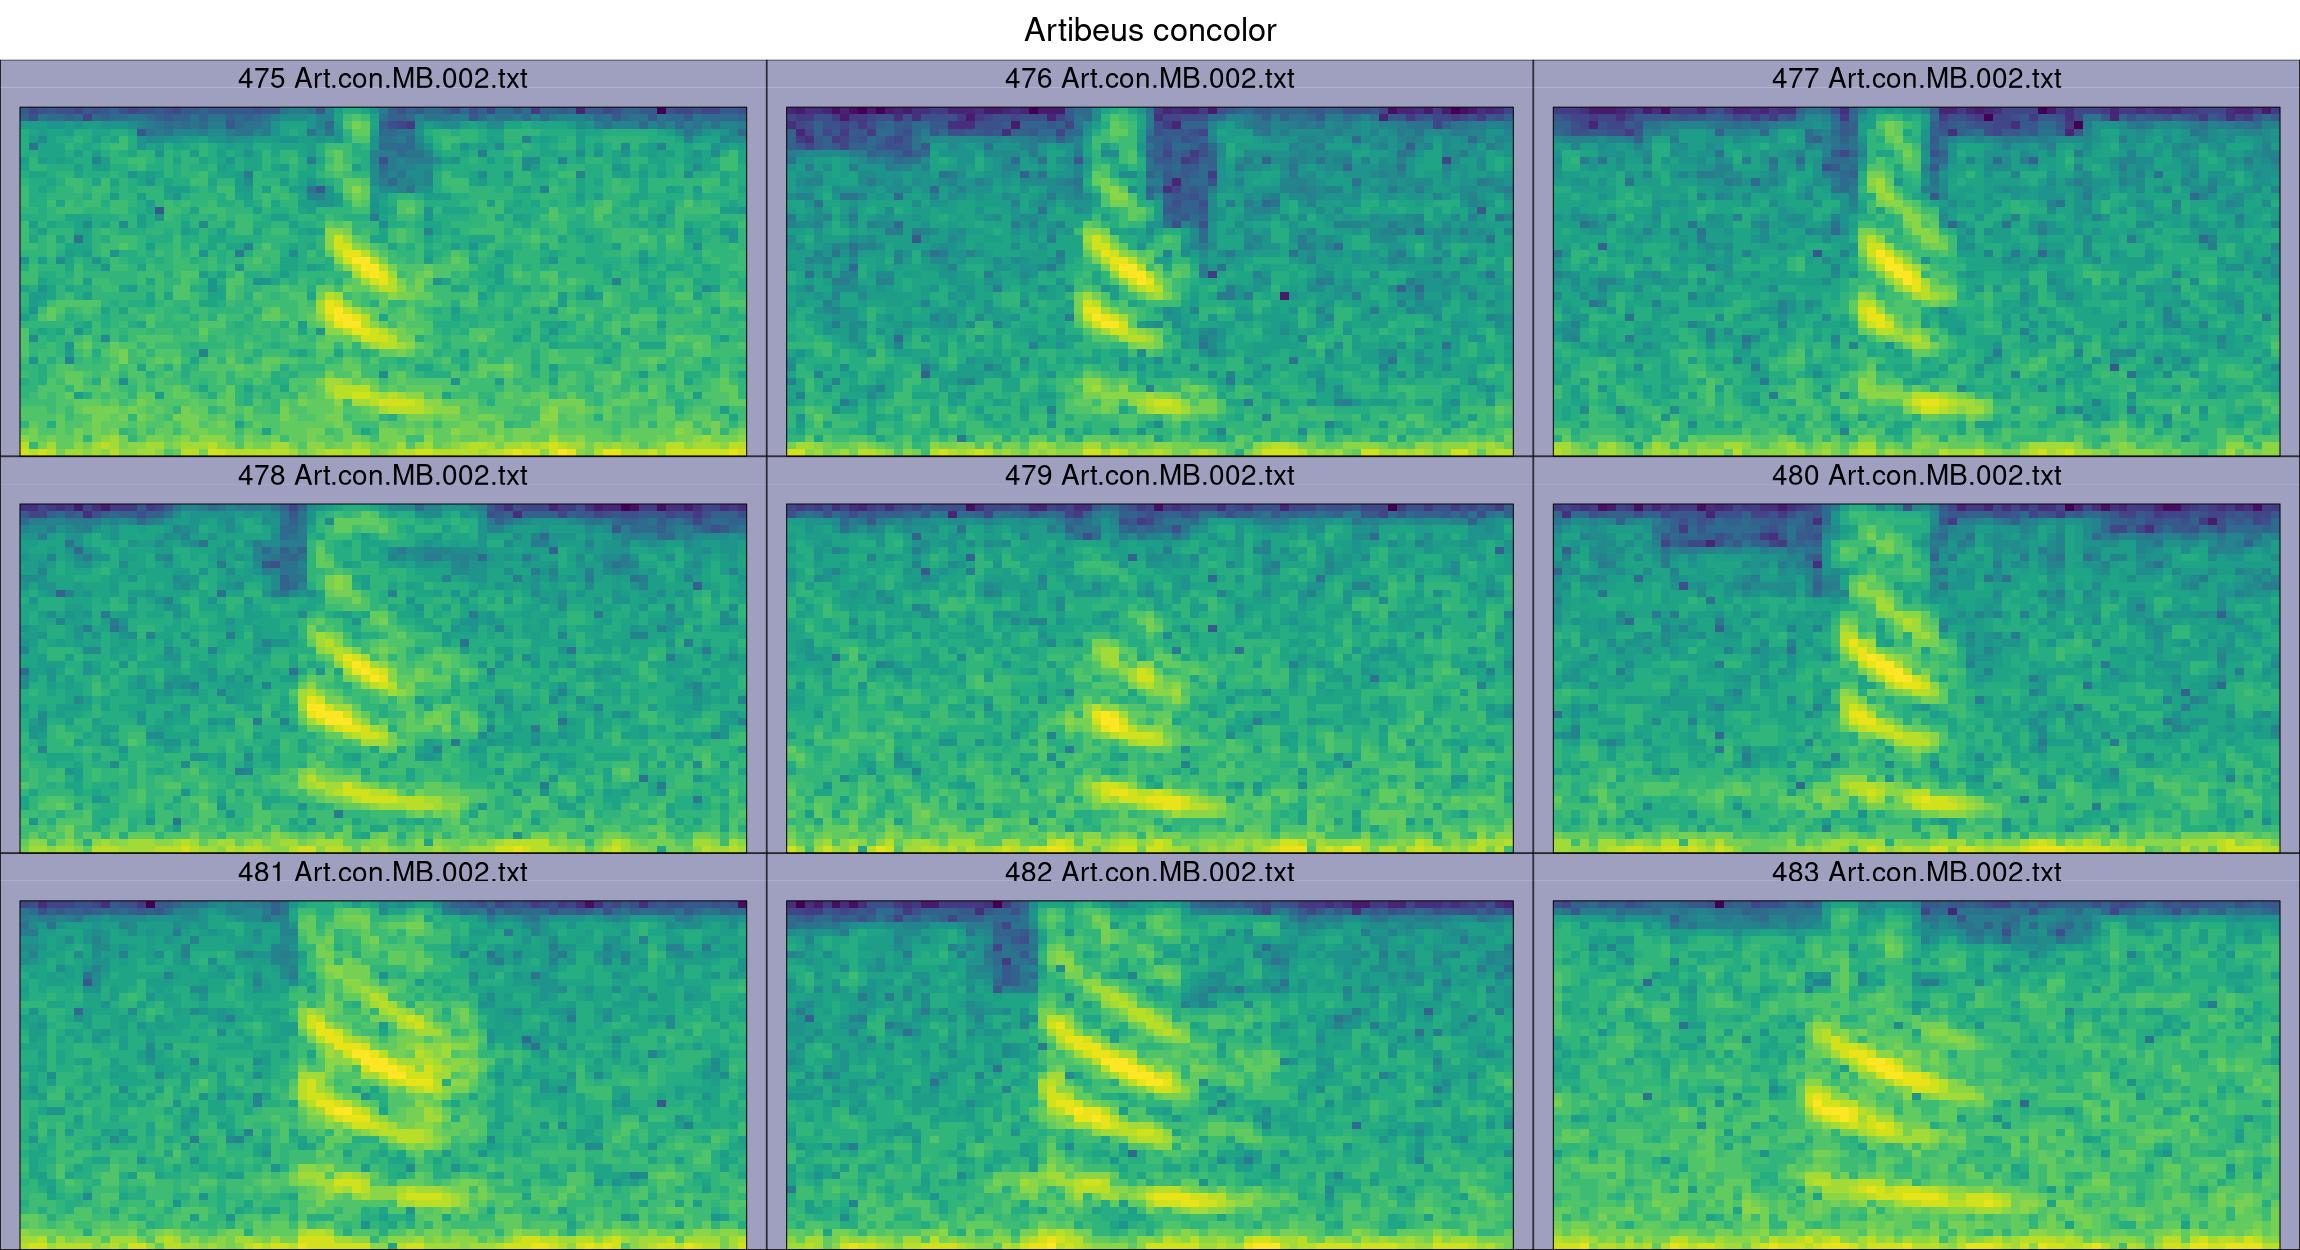 Artibeus concolor
475 Art.con.MB.002.txt
476 Art.con.MB.002.txt
477 Art.con.MB.002.txt
478 Art.con.MB.002.txt
479 Art.con.MB.002.txt
480 Art.con.MB.002.txt
481 Art.con.MB.002.txt
482 Art.con.MB.002.txt
483 Art.con.MB.002.txt